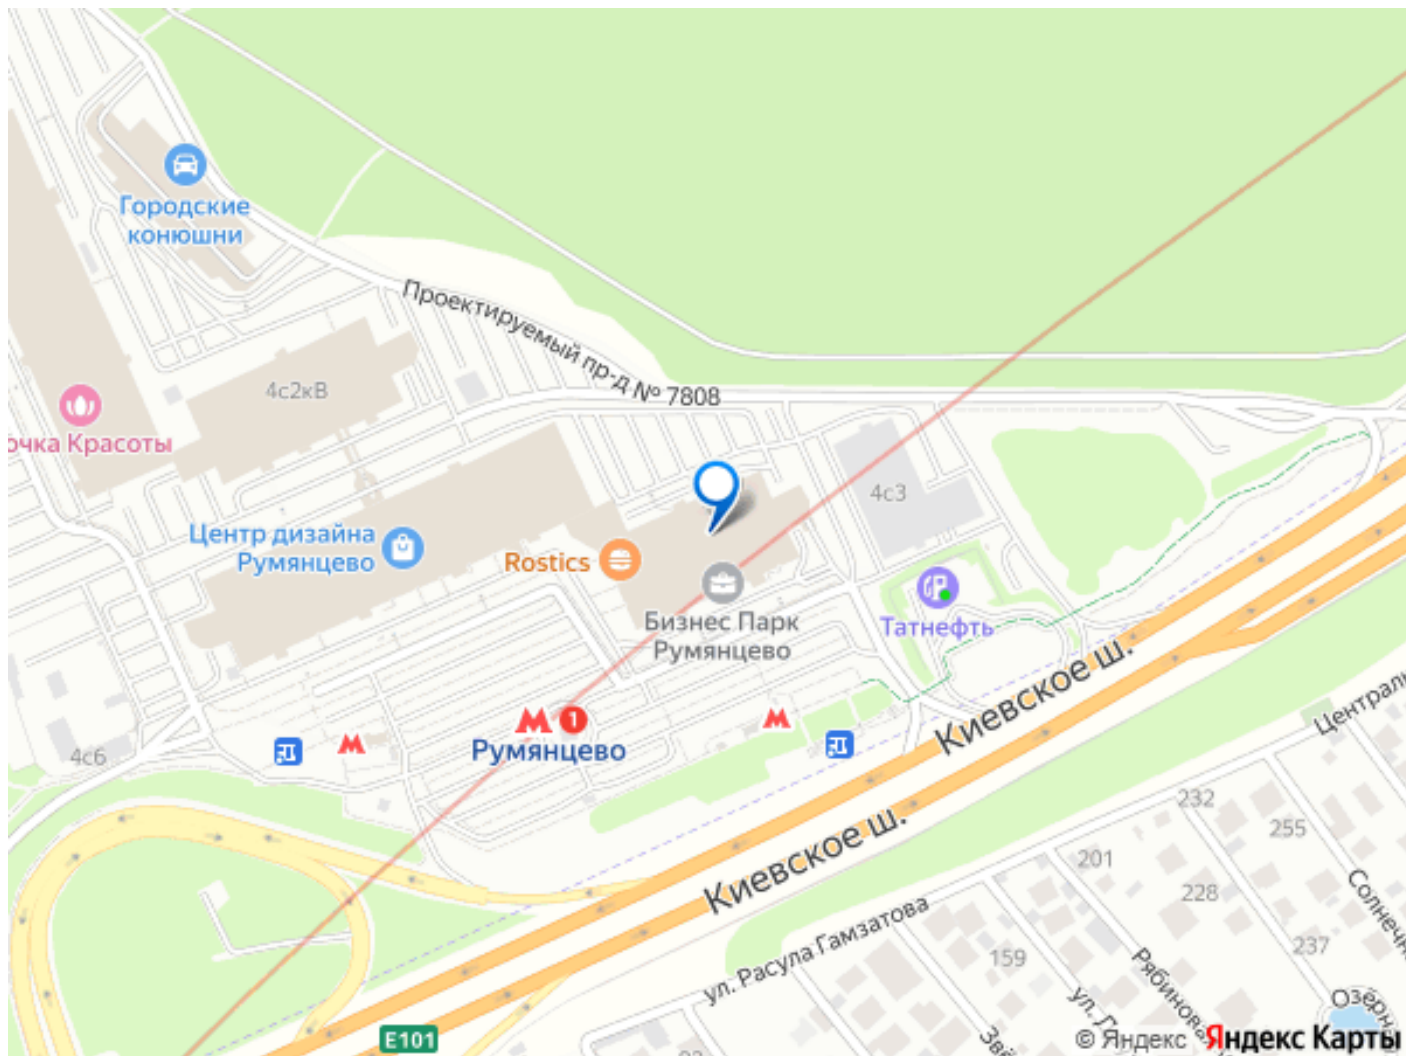 Городские
конюшни
Проектируемый пр-д № 7808
4с2кВ
очка Красоты
4с3
Центр дизайна
Румянцево
Rostics
Бизнес Парк
Румянцево
Татнефть
Киевское ш.
М
М 1
М
Румянцево
4с6
Киевское ш.
232
255
201
228
237
159
ул. Расула Гамзатова
E101
© Яндекс Яндекс Карты